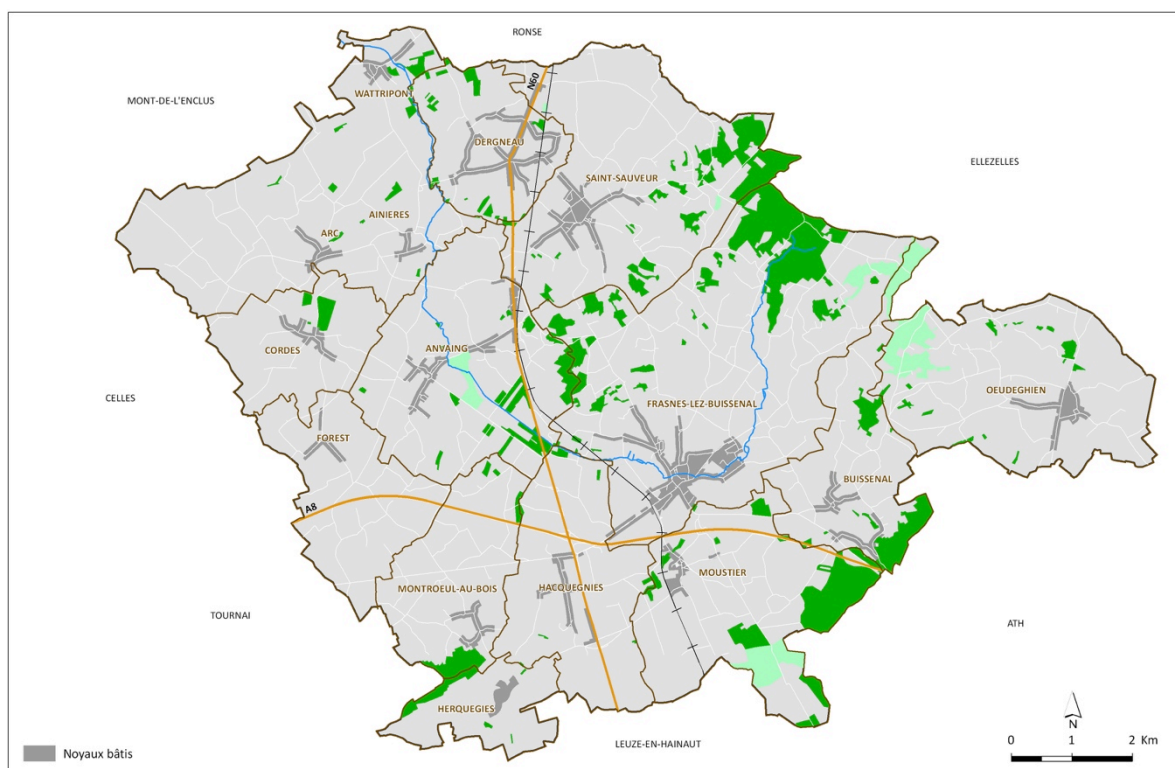 RONSE
MONT-DE-L'ENCLUS
WATTRIPON
N60
DERGNEAU
ELLEZELLES
SAINT-SAUVEUR
AINIERES
ARC
CORDES
ANVAING
CELLES
OEUDEGHIEN
FRASNES-LEZ-BUISSENAL
FOREST
BUISSENAL
A8
MOUSTIER
MONTROEUL-AU-BOIS
HACQUEGNIES
TOURNAI
ATH
HERQUEGIES
N
LEUZE-EN-HAINAUT
0 1 2 Km
Noyaux bâtis